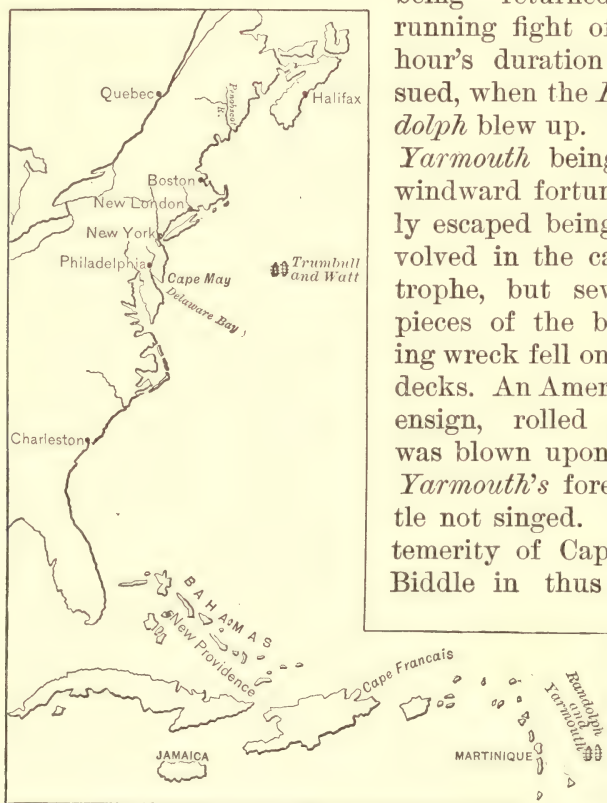 being returned
running fight of
hour's duration
sued, when the
dolph blew up.
Yarmouth being
windward fortun
ly escaped being
volved in the ca
trophe, but sev
pieces of the b
ing wreck fell on
decks. An Amer
ensign, rolled
was blown upon
Yarmouth's fore
tle not singed.
temerity of Cap
Biddle in thus
Quebec
Penobscot
R.
Halifax
Boston
New London
New York
Philadelphia
Trumbull
and Watt
Cape May
Delaware Bay
Charleston
BAHAMAS
New Providence
Cape Francais
JAMAICA
MARTINIQUE
Randolph
and
Yarmouth